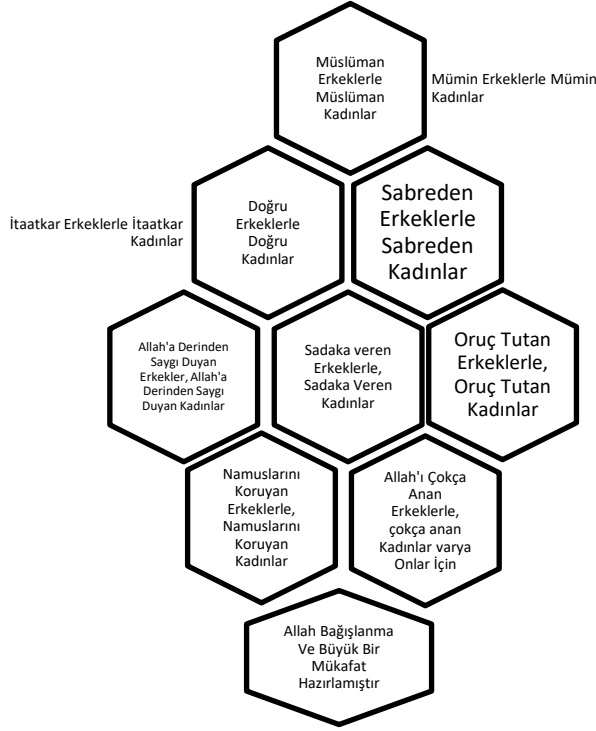 Müslüman
Erkeklerle
Müslüman
Kadınlar
Mümin Erkeklerle Mümin
Kadınlar
İtaatkar Erkeklerle İtaatkar
Kadınlar
Doğru
Erkeklerle
Doğru
Kadınlar
Sabreden
Erkeklerle
Sabreden
Kadınlar
Allah'a Derinden
Saygı Duyan
Erkekler, Allah'a
Derinden Saygı
Duyan Kadınlar
Sadaka veren
Erkeklerle,
Sadaka Veren
Kadınlar
Oruç Tutan
Erkeklerle,
Oruç Tutan
Kadınlar
Namuslarını
Koruyan
Erkeklerle,
Namuslarını
Koruyan
Kadınlar
Allah'ı Çokça
Anan
Erkeklerle,
çokça anan
Kadınlar varya
Onlar İçin
Allah Bağışlanma
Ve Büyük Bir
Mükafat
Hazırlamıştır